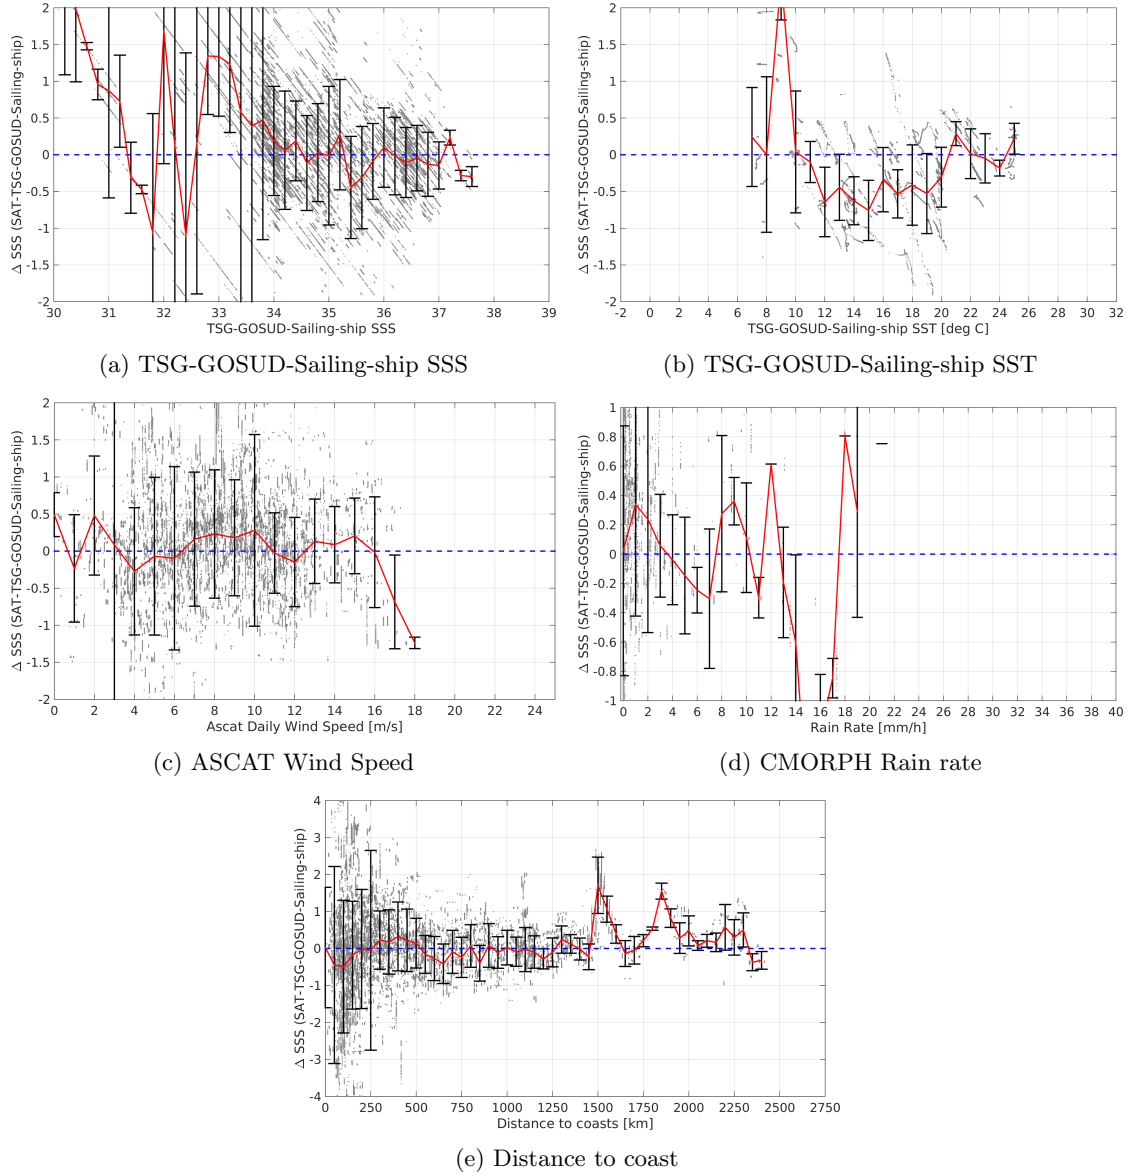 2
1.5
1
0.5
0
-0.5
-1
-1.5
-2
Δ SSS (SAT-TSG-GOSUD-Sailing-ship)
30 31 32 33 34 35 36 37 38 39
TSG-GOSUD-Sailing-ship SSS
(a) TSG-GOSUD-Sailing-ship SSS
2
1.5
1
0.5
0
-0.5
-1
-1.5
-2
Δ SSS (SAT-TSG-GOSUD-Sailing-ship)
-2 0 2 4 6 8 10 12 14 16 18 20 22 24 26 28 30 32
TSG-GOSUD-Sailing-ship SST [deg C]
(b) TSG-GOSUD-Sailing-ship SST
2
1.5
1
0.5
0
-0.5
-1
-1.5
-2
Δ SSS (SAT-TSG-GOSUD-Sailing-ship)
0 2 4 6 8 10 12 14 16 18 20 22 24
Ascat Daily Wind Speed [m/s]
(c) ASCAT Wind Speed
1
0.8
0.6
0.4
0.2
0
-0.2
-0.4
-0.6
-0.8
-1
Δ SSS (SAT-TSG-GOSUD-Sailing-ship)
0 2 4 6 8 10 12 14 16 18 20 22 24 26 28 30 32 34 36 38 40
Rain Rate [mm/h]
(d) CMORPH Rain rate
4
3
2
1
0
-1
-2
-3
-4
Δ SSS (SAT-TSG-GOSUD-Sailing-ship)
0 250 500 750 1000 1250 1500 1750 2000 2250 2500 2750
Distance to coasts [km]
(e) Distance to coast